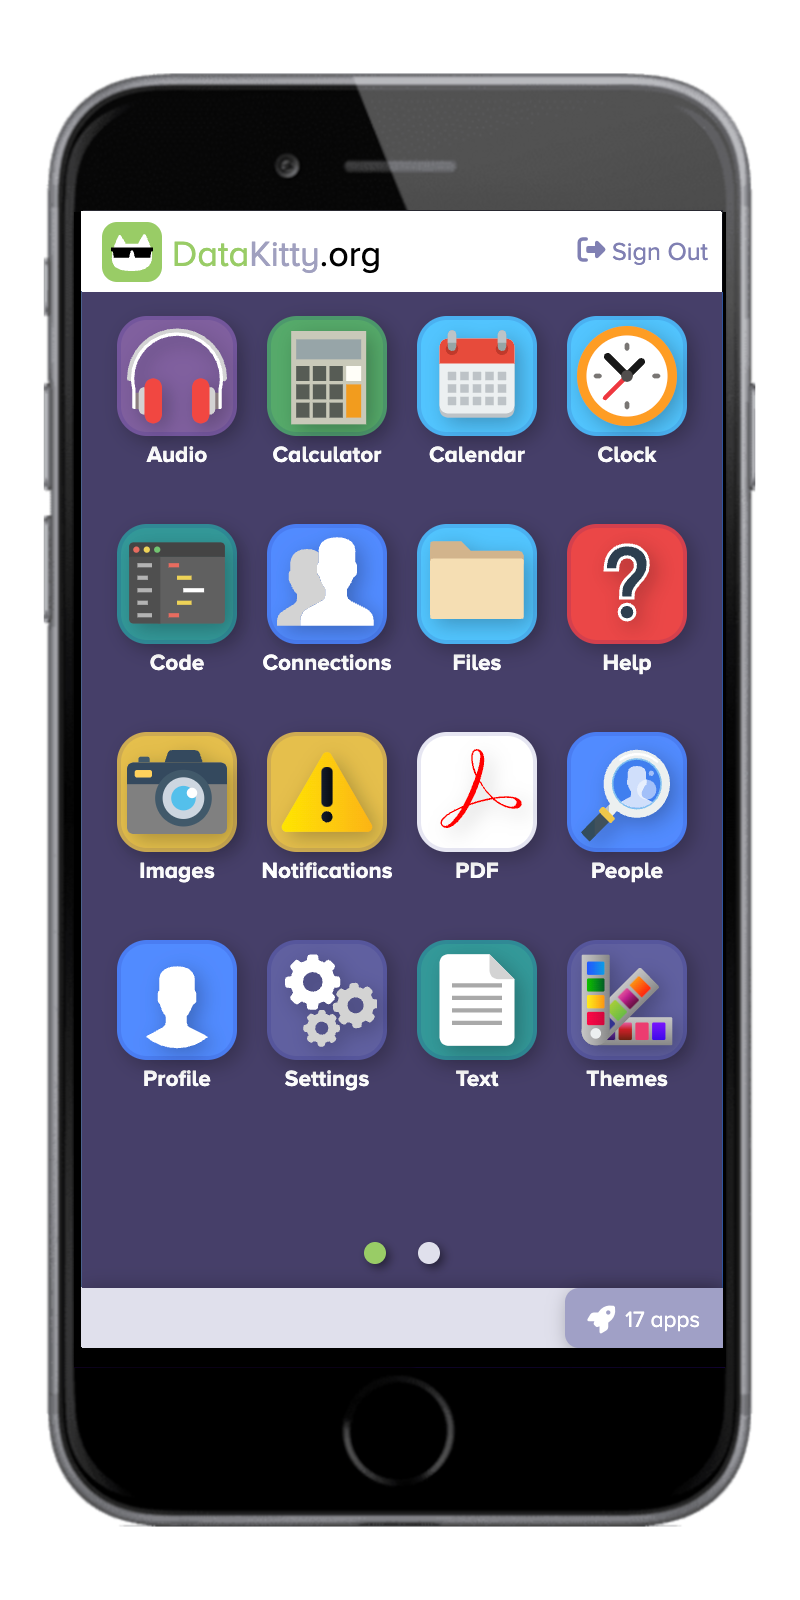 DataKitty.org
Sign Out
Audio Calculator Calendar Clock
Code Connections Files Help
Images Notifications PDF People
Profile Settings Text Themes
17 apps